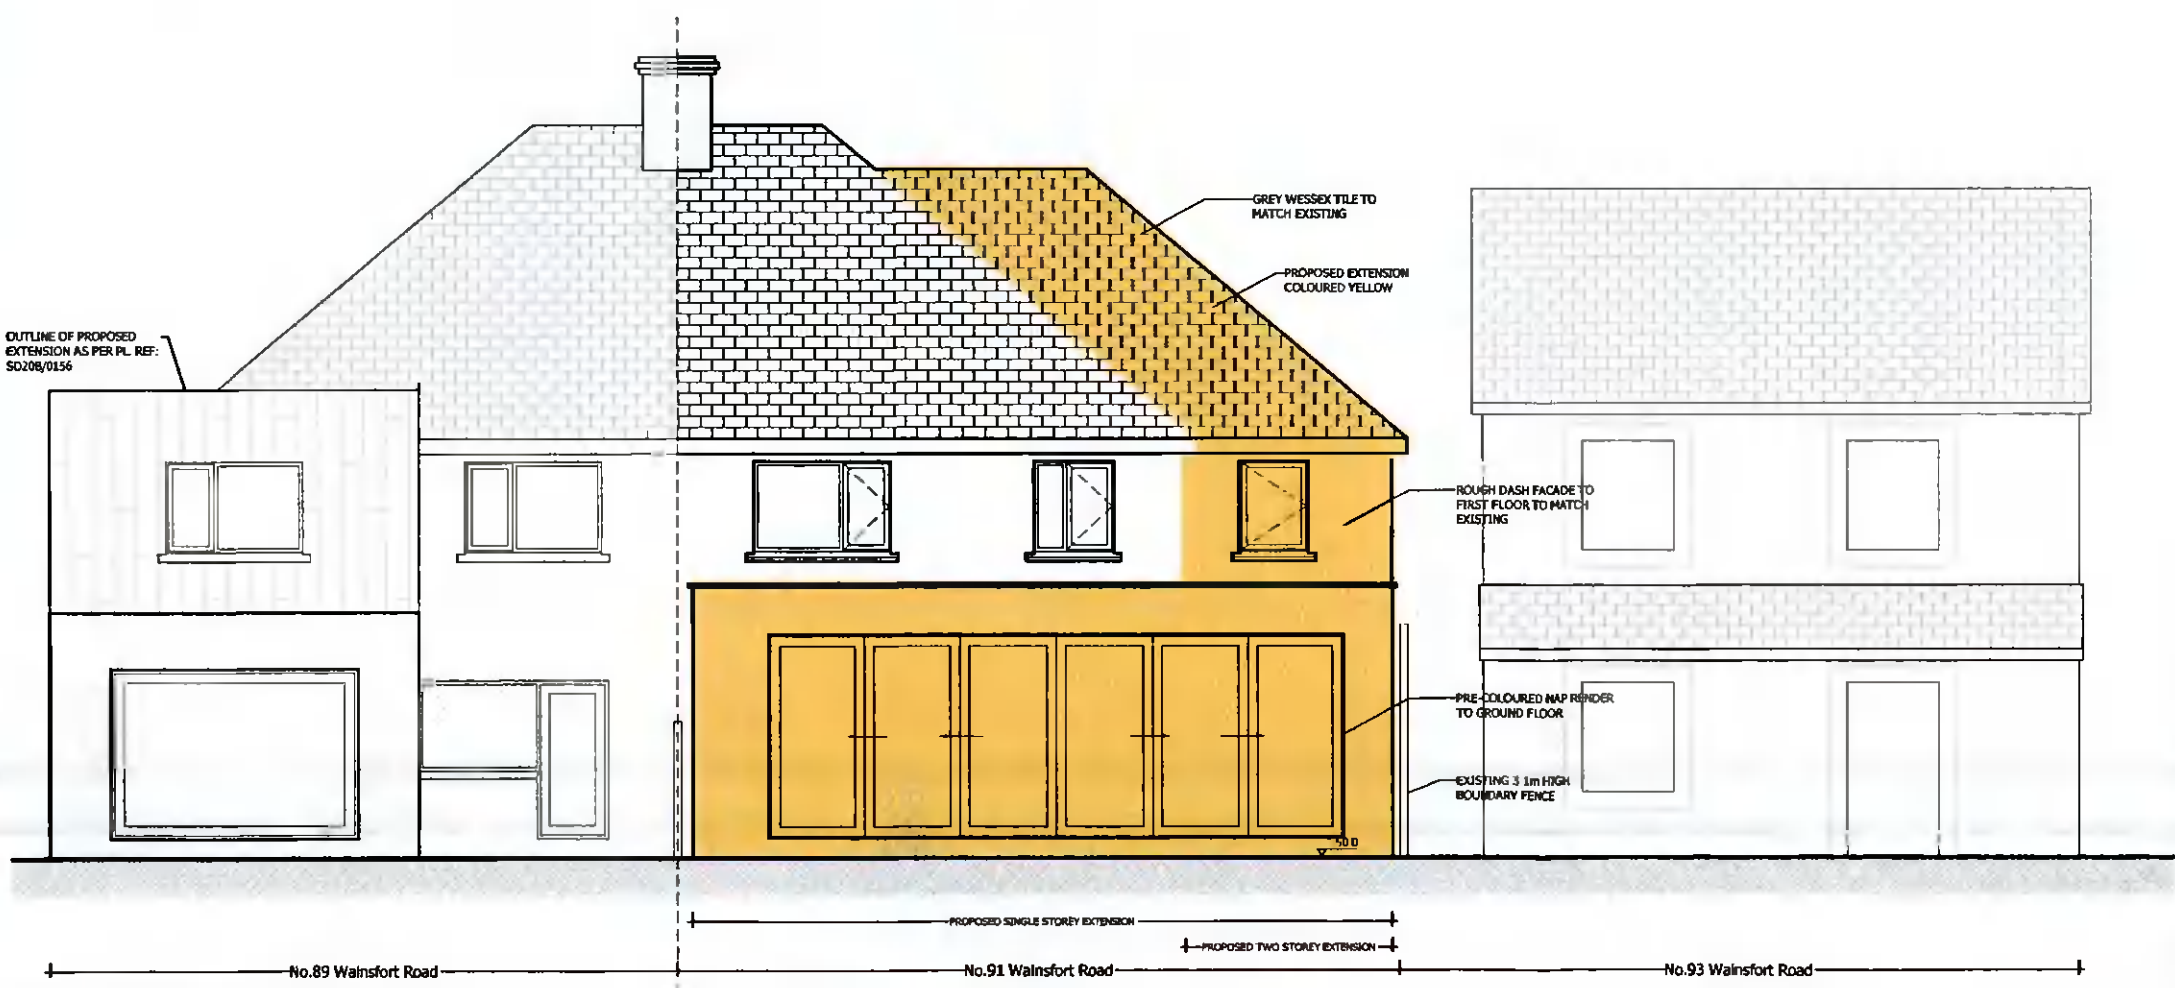 GREY WESSEX TILE TO
MATCH EXISTING
PROPOSED EXTENSION
COLOURED YELLOW
OUTLINE OF PROPOSED
EXTENSION AS PER PL. REF:
SD20B/0156
ROUGH DASH FACADE TO
FIRST FLOOR TO MATCH
EXISTING
PRE-COLOURED NAP RENDER
TO GROUND FLOOR
EXISTING 3.1m HIGH
BOUNDARY FENCE
PROPOSED SINGLE STOREY EXTENSION
PROPOSED TWO STOREY EXTENSION
No.89 Wainsfort Road
No.91 Wainsfort Road
No.93 Wainsfort Road